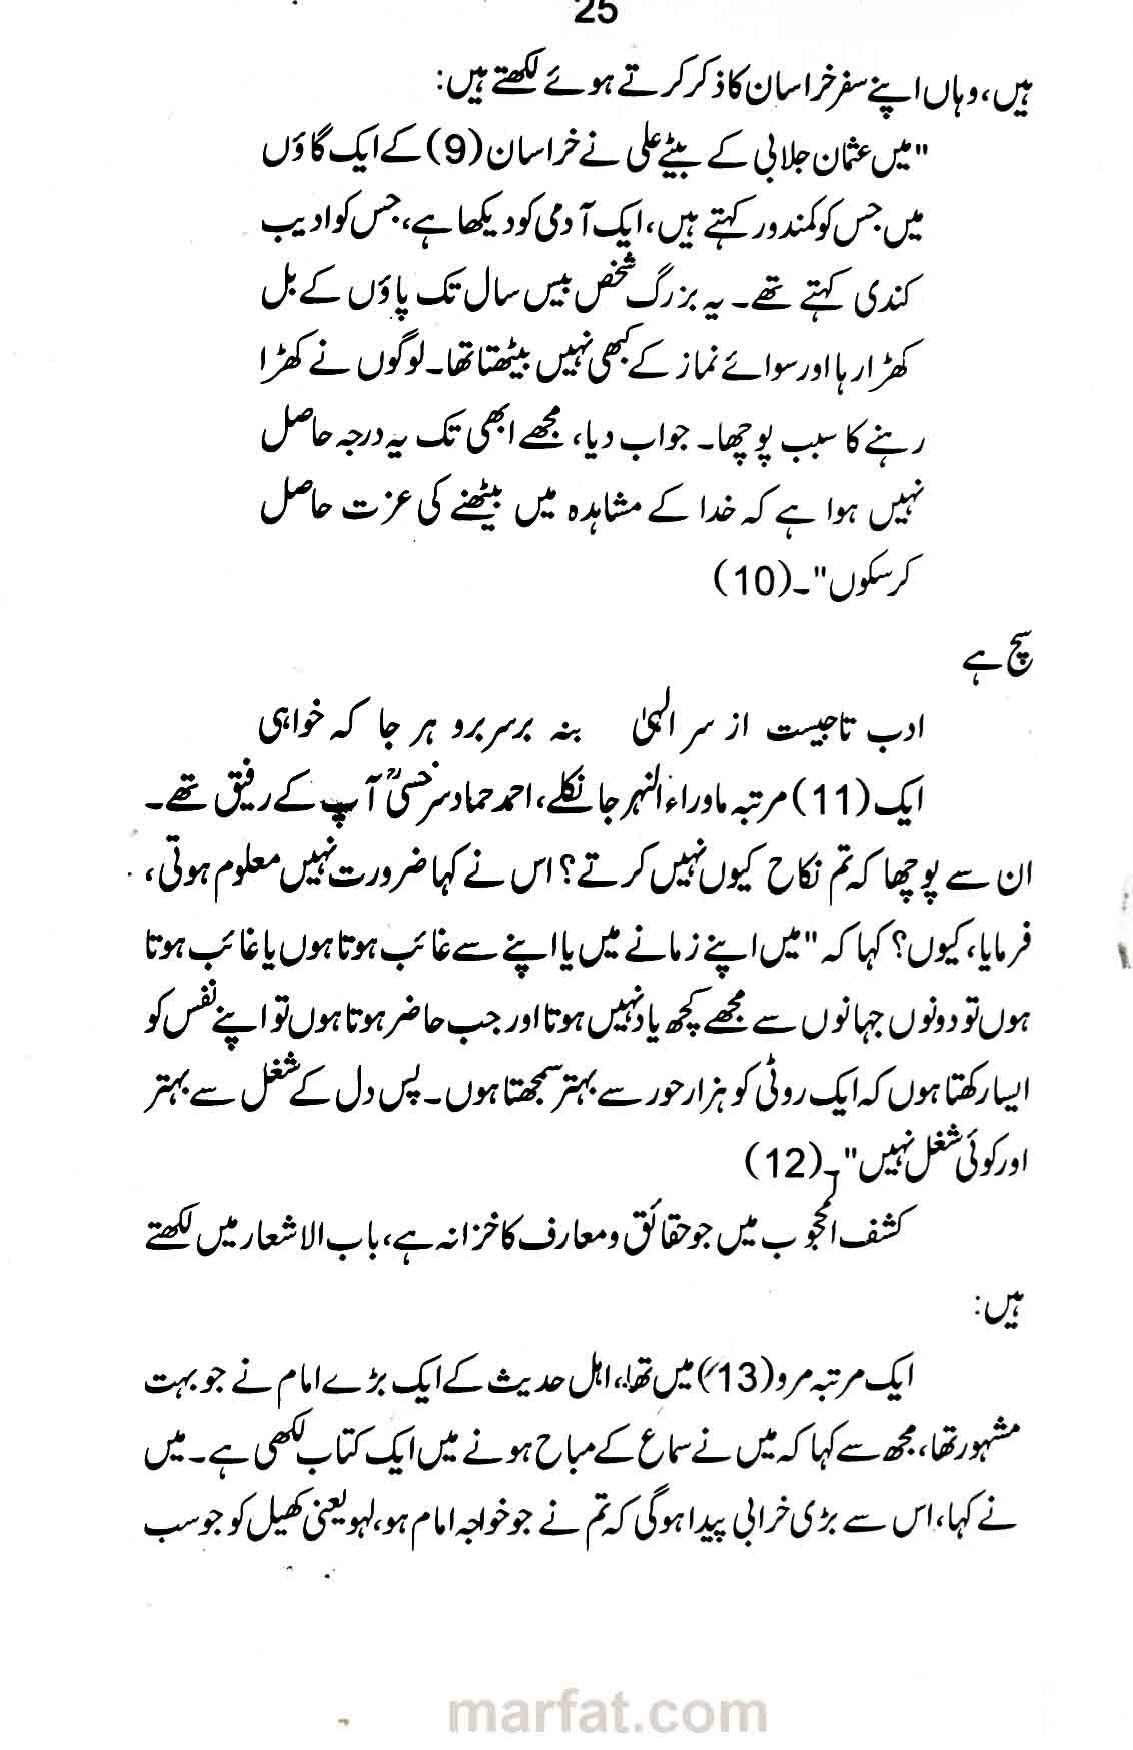 25
ہیں، وہاں اپنے سفر خراسان کا ذکر کرتے ہوئے لکھتے ہیں:
"میں عثمان جلابی کے بیٹے علی نے خراسان (9) کے ایک گاؤں
میں جس کو کمندور کہتے ہیں، ایک آدمی کو دیکھا ہے، جس کو ادیب
کندی کہتے تھے۔ یہ بزرگ شخص بیس سال تک پاؤں کے بل
کھڑا رہا اور سوائے نماز کے کبھی نہیں بیٹھتا تھا۔ لوگوں نے کھڑا
رہنے کا سبب پوچھا۔ جواب دیا، مجھے ابھی تک یہ درجہ حاصل
نہیں ہوا ہے کہ خدا کے مشاہدہ میں بیٹھنے کی عزت حاصل
کرسکوں"۔ (10)
سچ ہے
ادب تاجیست از سر الٰہی بنہ برسر برو ہر جا کہ خواہی
ایک (11) مرتبہ ماوراء النہر جا نکلے، احمد حماد سرخسیؒ آپ کے رفیق تھے۔
ان سے پوچھا کہ تم نکاح کیوں نہیں کرتے؟ اس نے کہا ضرورت نہیں معلوم ہوتی،
فرمایا، کیوں؟ کہا کہ "میں اپنے زمانے میں یا اپنے سے غائب ہوتا ہوں یا غائب ہوتا
ہوں تو دونوں جہانوں سے مجھے کچھ یاد نہیں ہوتا اور جب حاضر ہوتا ہوں تو اپنے نفس کو
ایسا رکھتا ہوں کہ ایک روٹی کو ہزار حور سے بہتر سمجھتا ہوں۔ پس دل کے شغل سے بہتر
اور کوئی شغل نہیں"۔ (12)
کشف المحجوب میں جو حقائق و معارف کا خزانہ ہے، باب الاشعار میں لکھتے
ہیں:
ایک مرتبہ مرو (13) میں تھا، اہل حدیث کے ایک بڑے امام نے جو بہت
مشہور تھا، مجھ سے کہا کہ میں نے سماع کے مباح ہونے میں ایک کتاب لکھی ہے۔ میں
نے کہا، اس سے بڑی خرابی پیدا ہوگی کہ تم نے جو خواجہ امام ہو، لہو یعنی کھیل کو جو سب
marfat.com